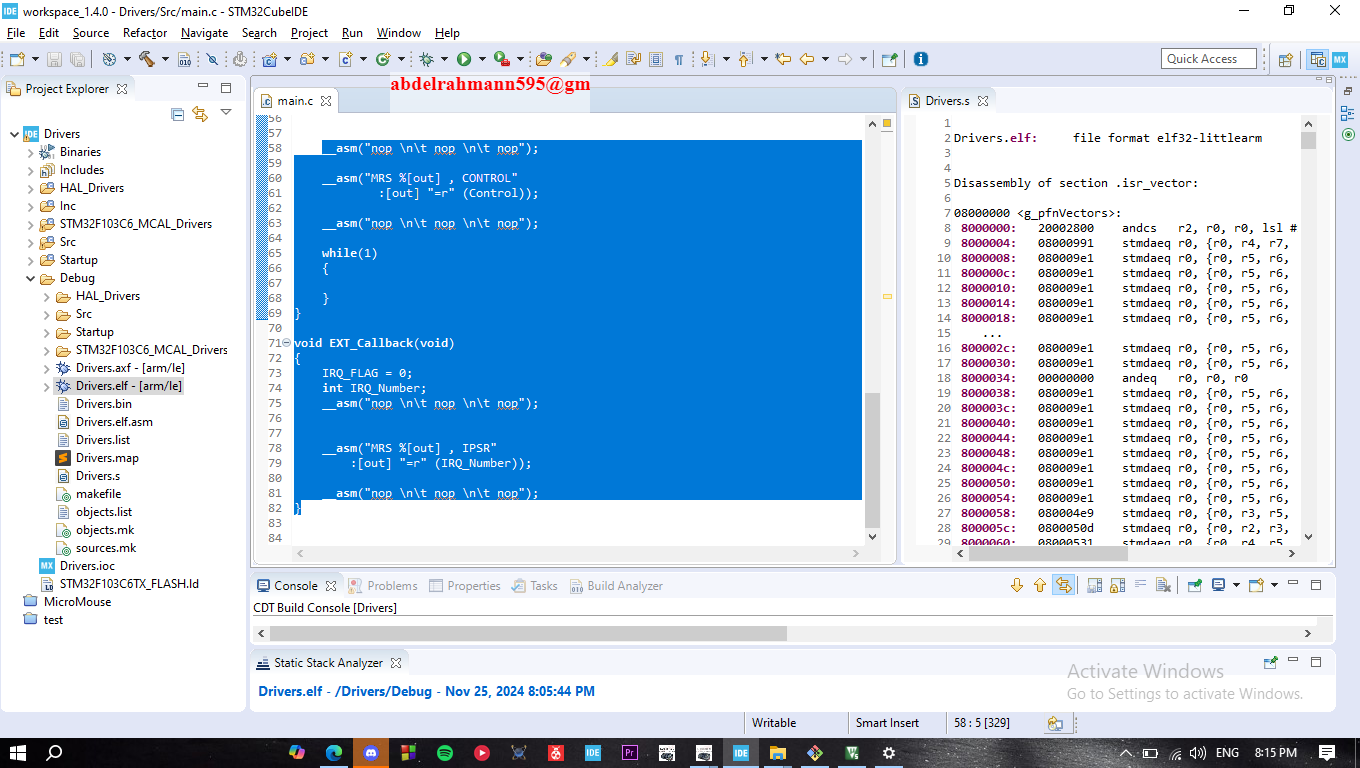 workspace_1.4.0 - Drivers/Src/main.c - STM32CubeIDE
File Edit Source Refactor Navigate Search Project Run Window Help
Quick Access
abdelrahmann595@gm
Project Explorer
Drivers
Binaries
Includes
HAL_Drivers
Inc
STM32F103C6_MCAL_Drivers
Src
Startup
Debug
HAL_Drivers
Src
Startup
STM32F103C6_MCAL_Drivers
Drivers.axf - [arm/le]
Drivers.elf - [arm/le]
Drivers.bin
Drivers.elf.asm
Drivers.list
Drivers.map
Drivers.s
makefile
objects.list
objects.mk
sources.mk
Drivers.ioc
STM32F103C6TX_FLASH.ld
MicroMouse
test
main.c
56
57
58 __asm("nop \n\t nop \n\t nop");
59
60 __asm("MRS %[out] , CONTROL"
61 :[out] "=r" (Control));
62
63 __asm("nop \n\t nop \n\t nop");
64
65 while(1)
66 {
67
68 }
69 }
70
71 void EXT_Callback(void)
72 {
73 IRQ_FLAG = 0;
74 int IRQ_Number;
75 __asm("nop \n\t nop \n\t nop");
76
77
78 __asm("MRS %[out] , IPSR"
79 :[out] "=r" (IRQ_Number));
80
81 __asm("nop \n\t nop \n\t nop");
82 }
83
84
Drivers.s
1
2 Drivers.elf: file format elf32-littlearm
3
4
5 Disassembly of section .isr_vector:
6
7 08000000 <g_pfnVectors>:
8 8000000: 20002800 andcs r2, r0, r0, lsl #
9 8000004: 08000991 stmdaeq r0, {r0, r4, r7,
10 8000008: 080009e1 stmdaeq r0, {r0, r5, r6,
11 800000c: 080009e1 stmdaeq r0, {r0, r5, r6,
12 8000010: 080009e1 stmdaeq r0, {r0, r5, r6,
13 8000014: 080009e1 stmdaeq r0, {r0, r5, r6,
14 8000018: 080009e1 stmdaeq r0, {r0, r5, r6,
15 ...
16 800002c: 080009e1 stmdaeq r0, {r0, r5, r6,
17 8000030: 080009e1 stmdaeq r0, {r0, r5, r6,
18 8000034: 00000000 andeq r0, r0, r0
19 8000038: 080009e1 stmdaeq r0, {r0, r5, r6,
20 800003c: 080009e1 stmdaeq r0, {r0, r5, r6,
21 8000040: 080009e1 stmdaeq r0, {r0, r5, r6,
22 8000044: 080009e1 stmdaeq r0, {r0, r5, r6,
23 8000048: 080009e1 stmdaeq r0, {r0, r5, r6,
24 800004c: 080009e1 stmdaeq r0, {r0, r5, r6,
25 8000050: 080009e1 stmdaeq r0, {r0, r5, r6,
26 8000054: 080009e1 stmdaeq r0, {r0, r5, r6,
27 8000058: 080004e9 stmdaeq r0, {r0, r3, r5,
28 800005c: 0800050d stmdaeq r0, {r0, r2, r3,
29 8000060: 08000531 stmdaeq r0, {r0, r4, r5,
Console Problems Properties Tasks Build Analyzer
CDT Build Console [Drivers]
Static Stack Analyzer
Drivers.elf - /Drivers/Debug - Nov 25, 2024 8:05:44 PM
Activate Windows
Go to Settings to activate Windows.
Writable Smart Insert 58 : 5 [329]
ENG 8:15 PM